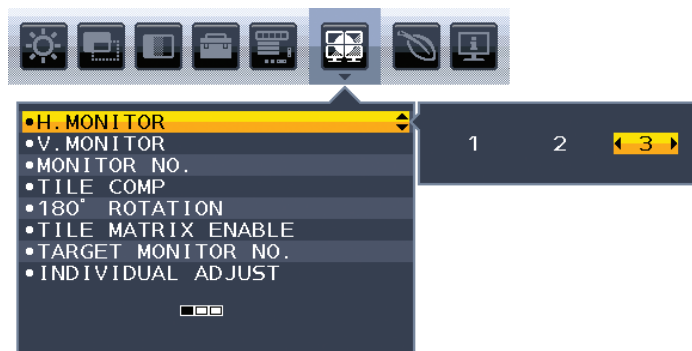 •H.MONITOR
•V.MONITOR
•MONITOR NO.
•TILE COMP
•180° ROTATION
•TILE MATRIX ENABLE
•TARGET MONITOR NO.
•INDIVIDUAL ADJUST
1 2 3